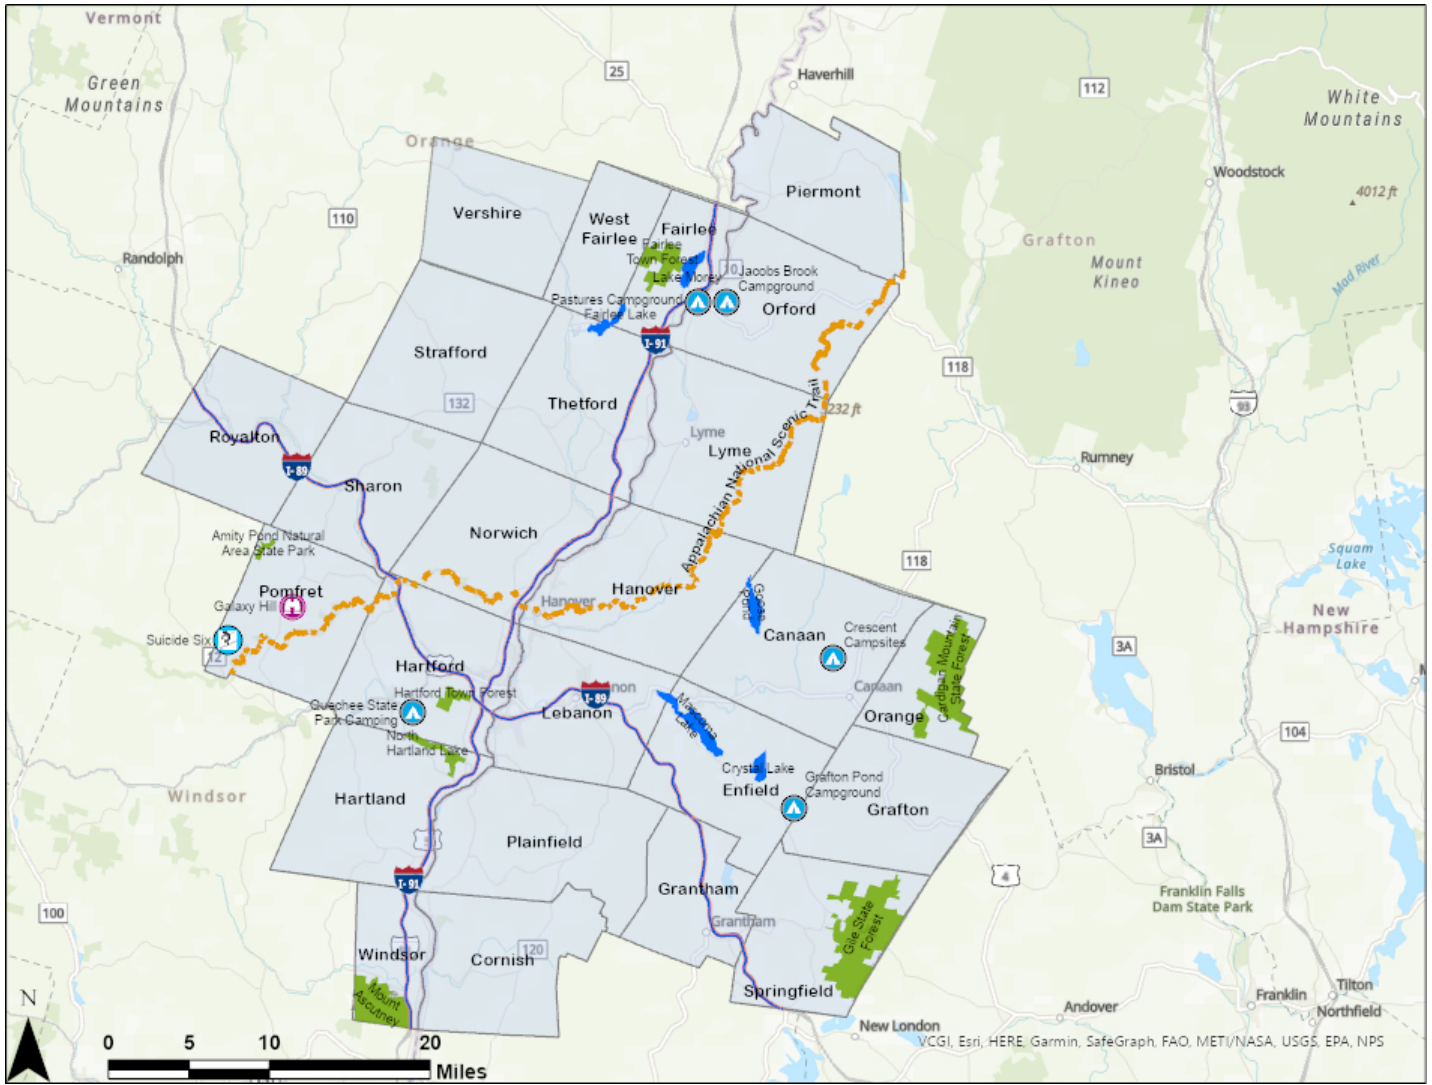 Vermont
Green
Mountains
25
Haverhill
112
White
Mountains
Orange
Piermont
Woodstock
4012 ft
110
Vershire
West
Fairlee
Fairlee
Fairlee
Town Forest
Lake Morey
10
Jacobs Brook
Campground
Grafton
Mount
Kineo
Mad River
Randolph
Pastures Campground
Fairlee Lake
Orford
I-91
Strafford
132
Thetford
118
93
232 ft
Appalachian National Scenic Trail
Lyme
Lyme
Rumney
Royalton
I-89
Sharon
Norwich
Amity Pond Natural
Area State Park
118
Squam
Lake
Pomfret
Galaxy Hill
Hanover
Hanover
Goose
Pond
New
Hampshire
Suicide Six
12
Canaan
Crescent
Campsites
Cardigan Mountain
State Forest
3A
Hartford
Hartford Town Forest
Quechee State
Park Camping
I-89
non
Lebanon
Mascoma
Lake
Canaan
Orange
North
Hartland Lake
104
Crystal Lake
Enfield
Grafton Pond
Campground
Bristol
Windsor
Hartland
Grafton
Plainfield
5
3A
I-91
Grantham
4
Franklin Falls
Dam State Park
100
Grantham
Gile State
Forest
Windsor
Cornish
120
Mount
Ascutney
Springfield
Tilton
Franklin
Northfield
Andover
New London
N
0 5 10 20
Miles
VCGI, Esri, HERE, Garmin, SafeGraph, FAO, METI/NASA, USGS, EPA, NPS